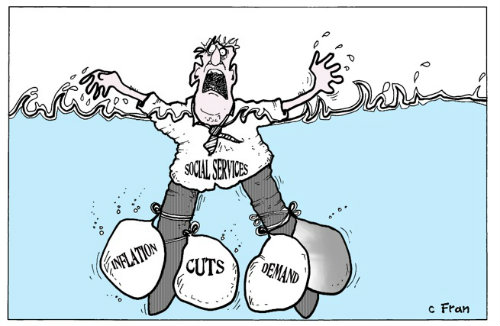 SOCIAL SERVICES
INFLATION
CUTS
DEMAND
c Fran